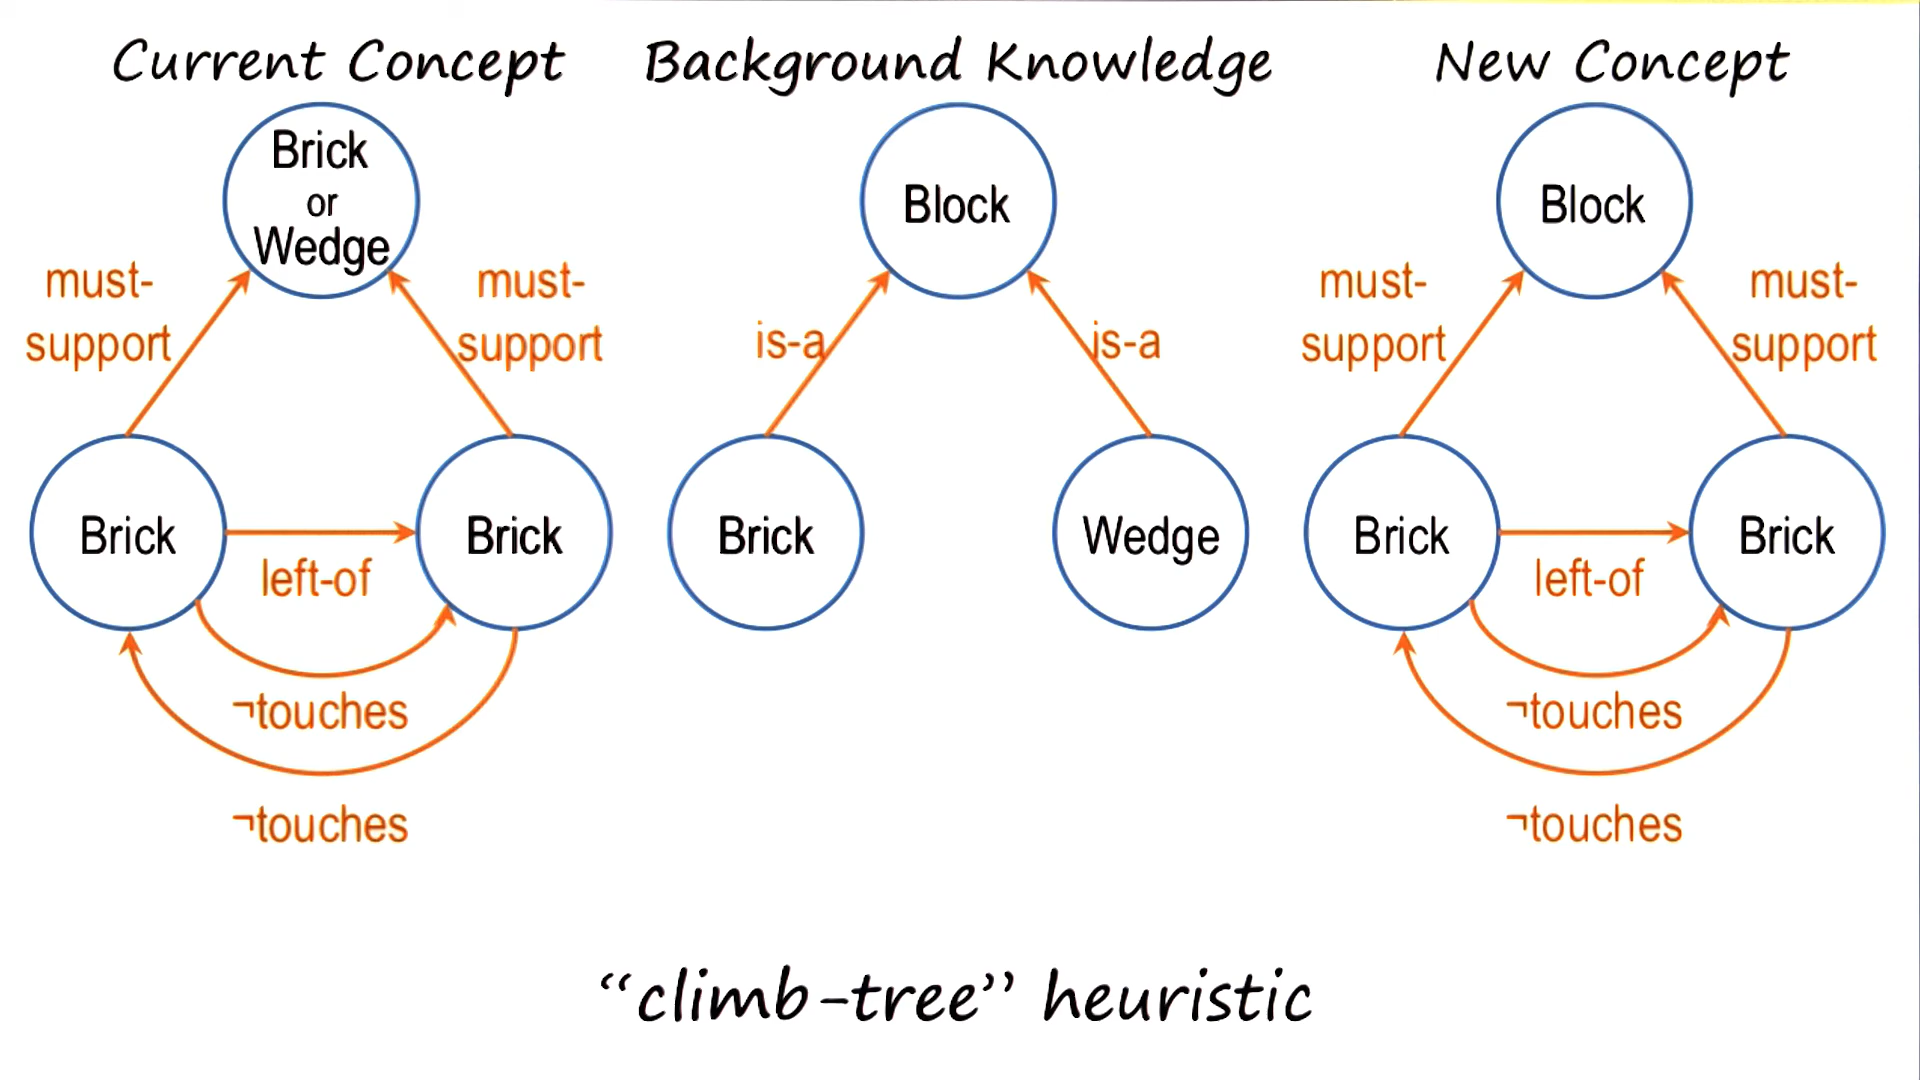 Current Concept
Background Knowledge
New Concept
Brick
or
Wedge
must-
support
must-
support
Brick
Brick
left-of
¬touches
¬touches
Block
is-a
is-a
Brick
Wedge
Block
must-
support
must-
support
Brick
Brick
left-of
¬touches
¬touches
“climb-tree” heuristic